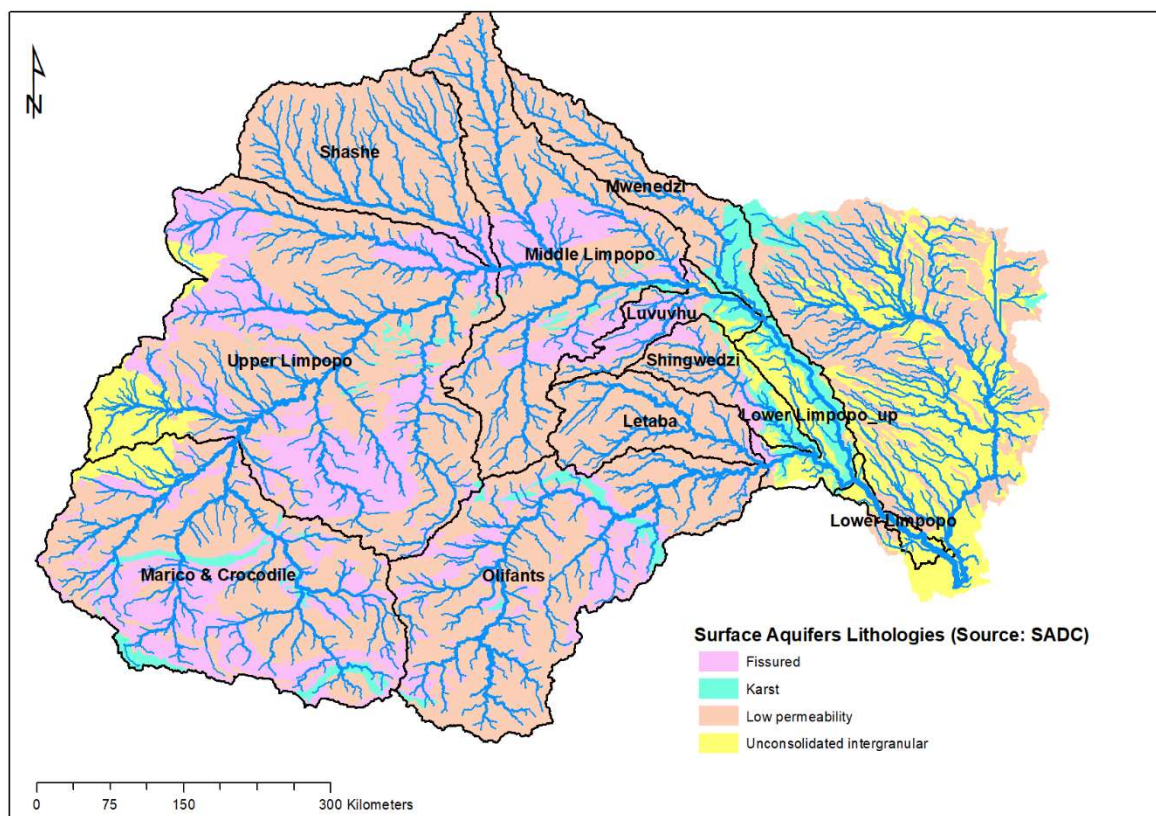 N
Shashe
Mwenedzi
Middle Limpopo
Luvuvhu
Upper Limpopo
Shingwedzi
Letaba
Lower Limpopo_up
Lower Limpopo
Marico & Crocodile
Olifants
Surface Aquifers Lithologies (Source: SADC)
Fissured
Karst
Low permeability
Unconsolidated intergranular
0 75 150 300 Kilometers